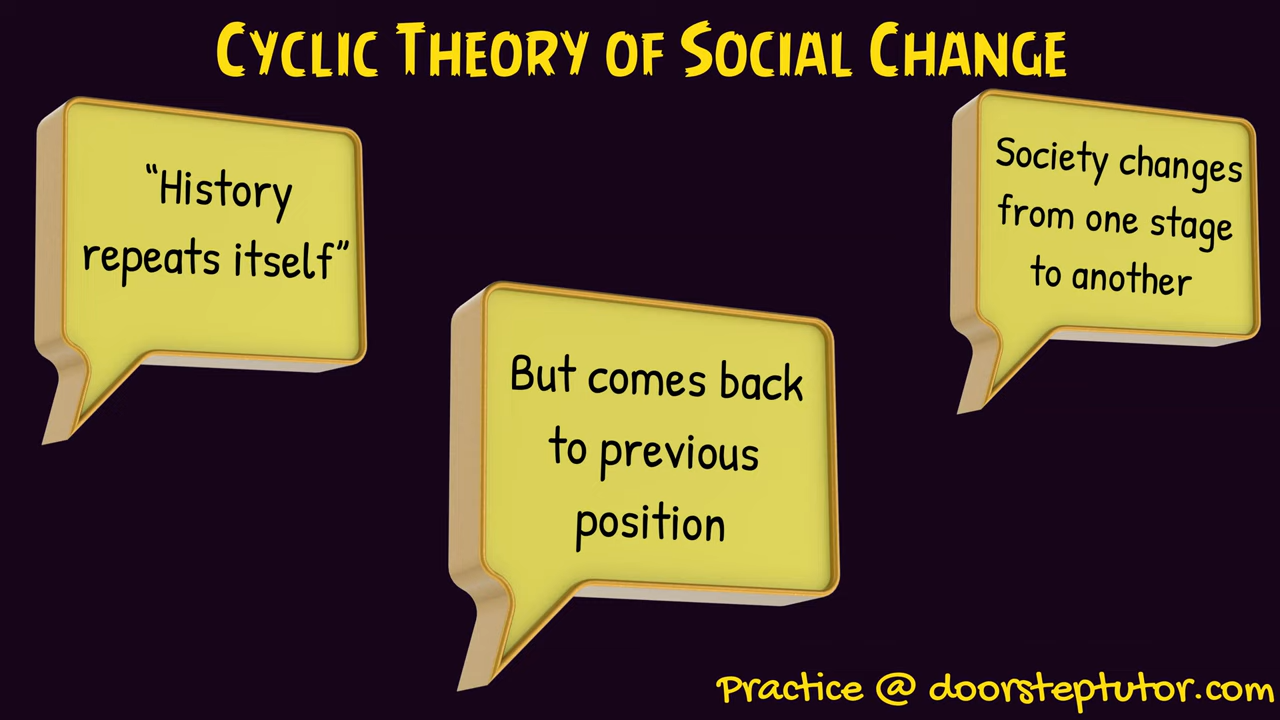 Cyclic Theory of Social Change
“History
repeats itself”
Society changes
from one stage
to another
But comes back
to previous
position
Practice @ doorsteptutor.com